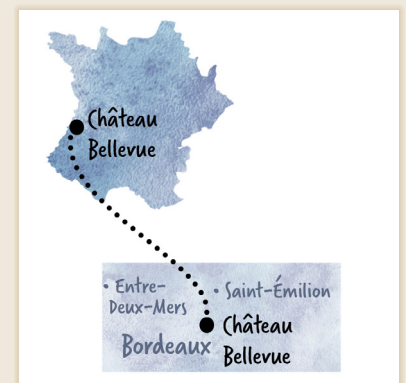 Château
Bellevue
Entre-
Deux-Mers
Saint-Émilion
Bordeaux
Château
Bellevue